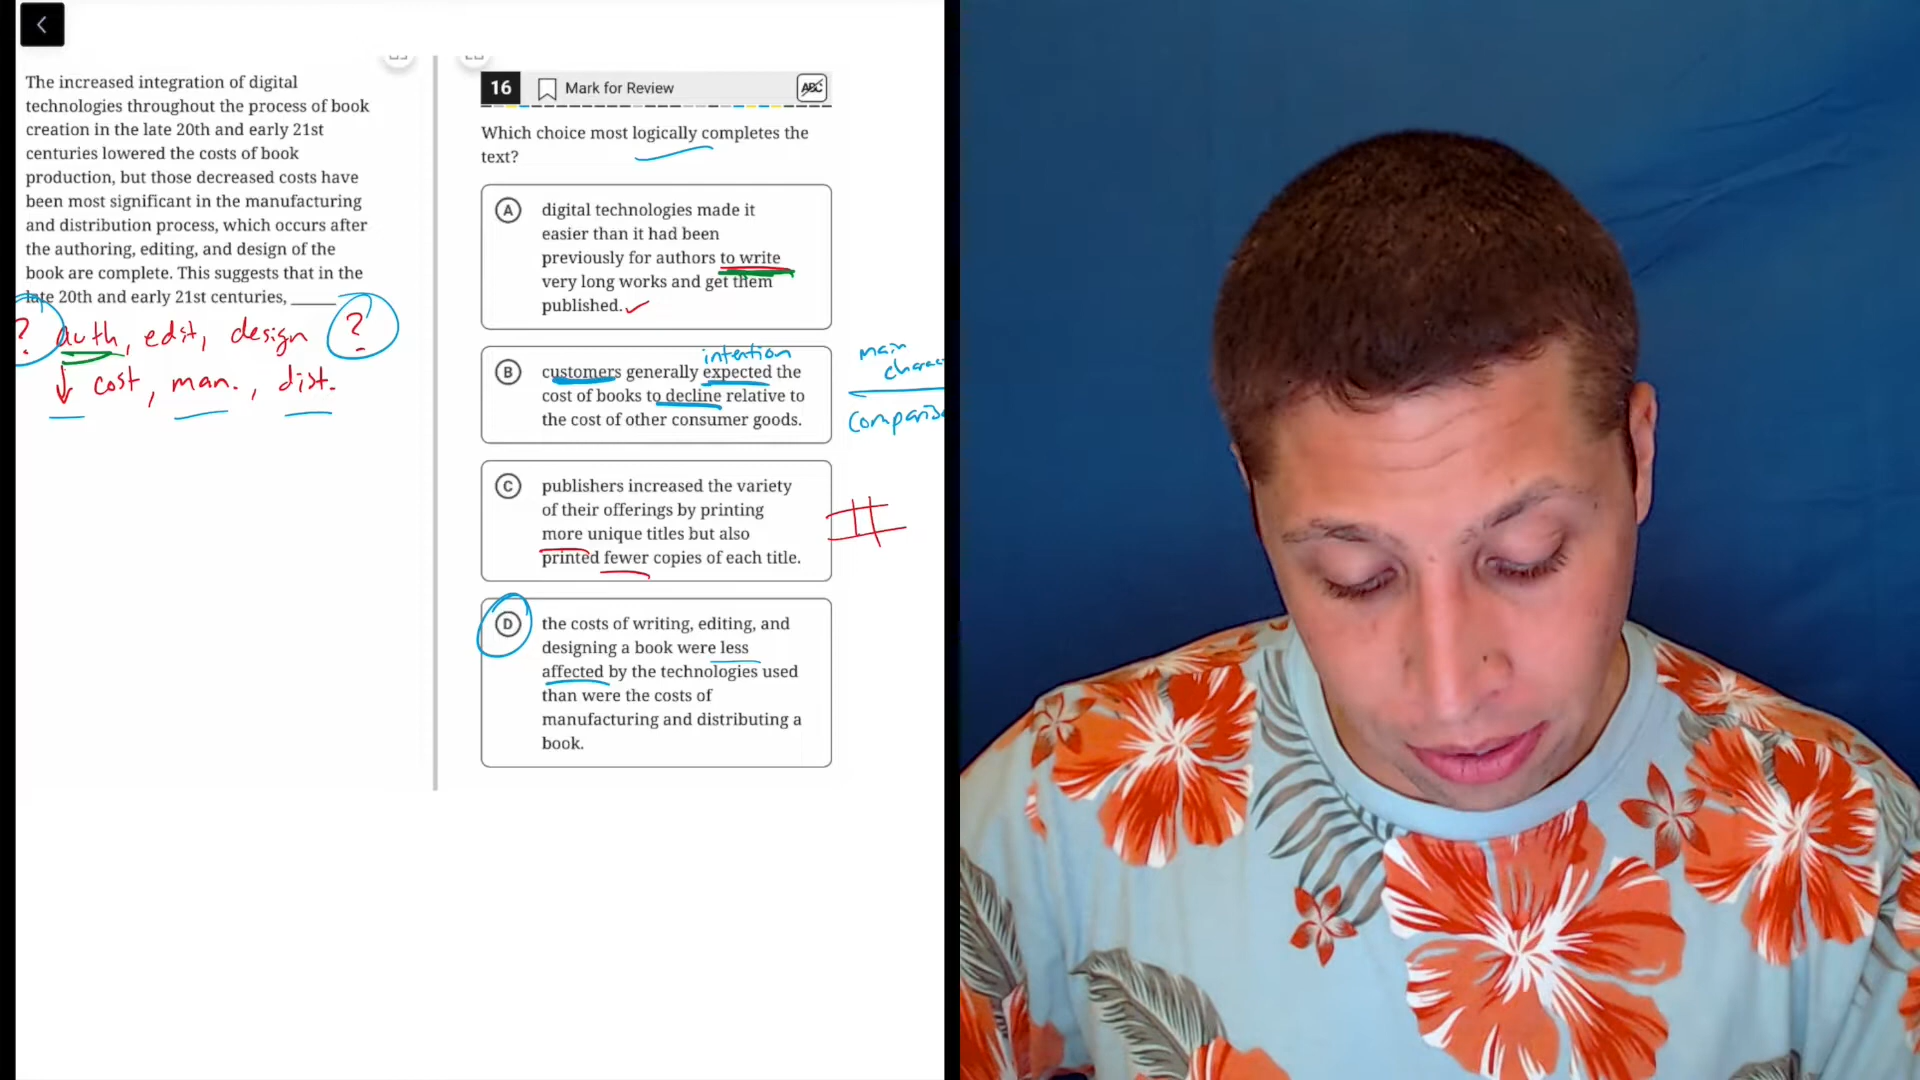 The increased integration of digital
technologies throughout the process of book
creation in the late 20th and early 21st
centuries lowered the costs of book
production, but those decreased costs have
been most significant in the manufacturing
and distribution process, which occurs after
the authoring, editing, and design of the
book are complete. This suggests that in the
late 20th and early 21st centuries, ______
? auth, edit, design ?
↓ cost, man., dist.
16 Mark for Review ABC
Which choice most logically completes the
text?
A digital technologies made it
easier than it had been
previously for authors to write
very long works and get them
published.
intention
B customers generally expected the
cost of books to decline relative to
the cost of other consumer goods.
main
C publishers increased the variety
of their offerings by printing
more unique titles but also
printed fewer copies of each title.
#
D the costs of writing, editing, and
designing a book were less
affected by the technologies used
than were the costs of
manufacturing and distributing a
book.